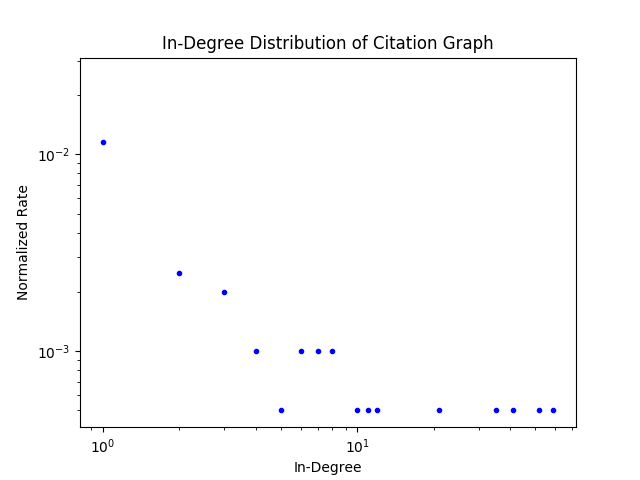 In-Degree Distribution of Citation Graph
Normalized Rate
10⁻²
10⁻³
10⁰
10¹
In-Degree